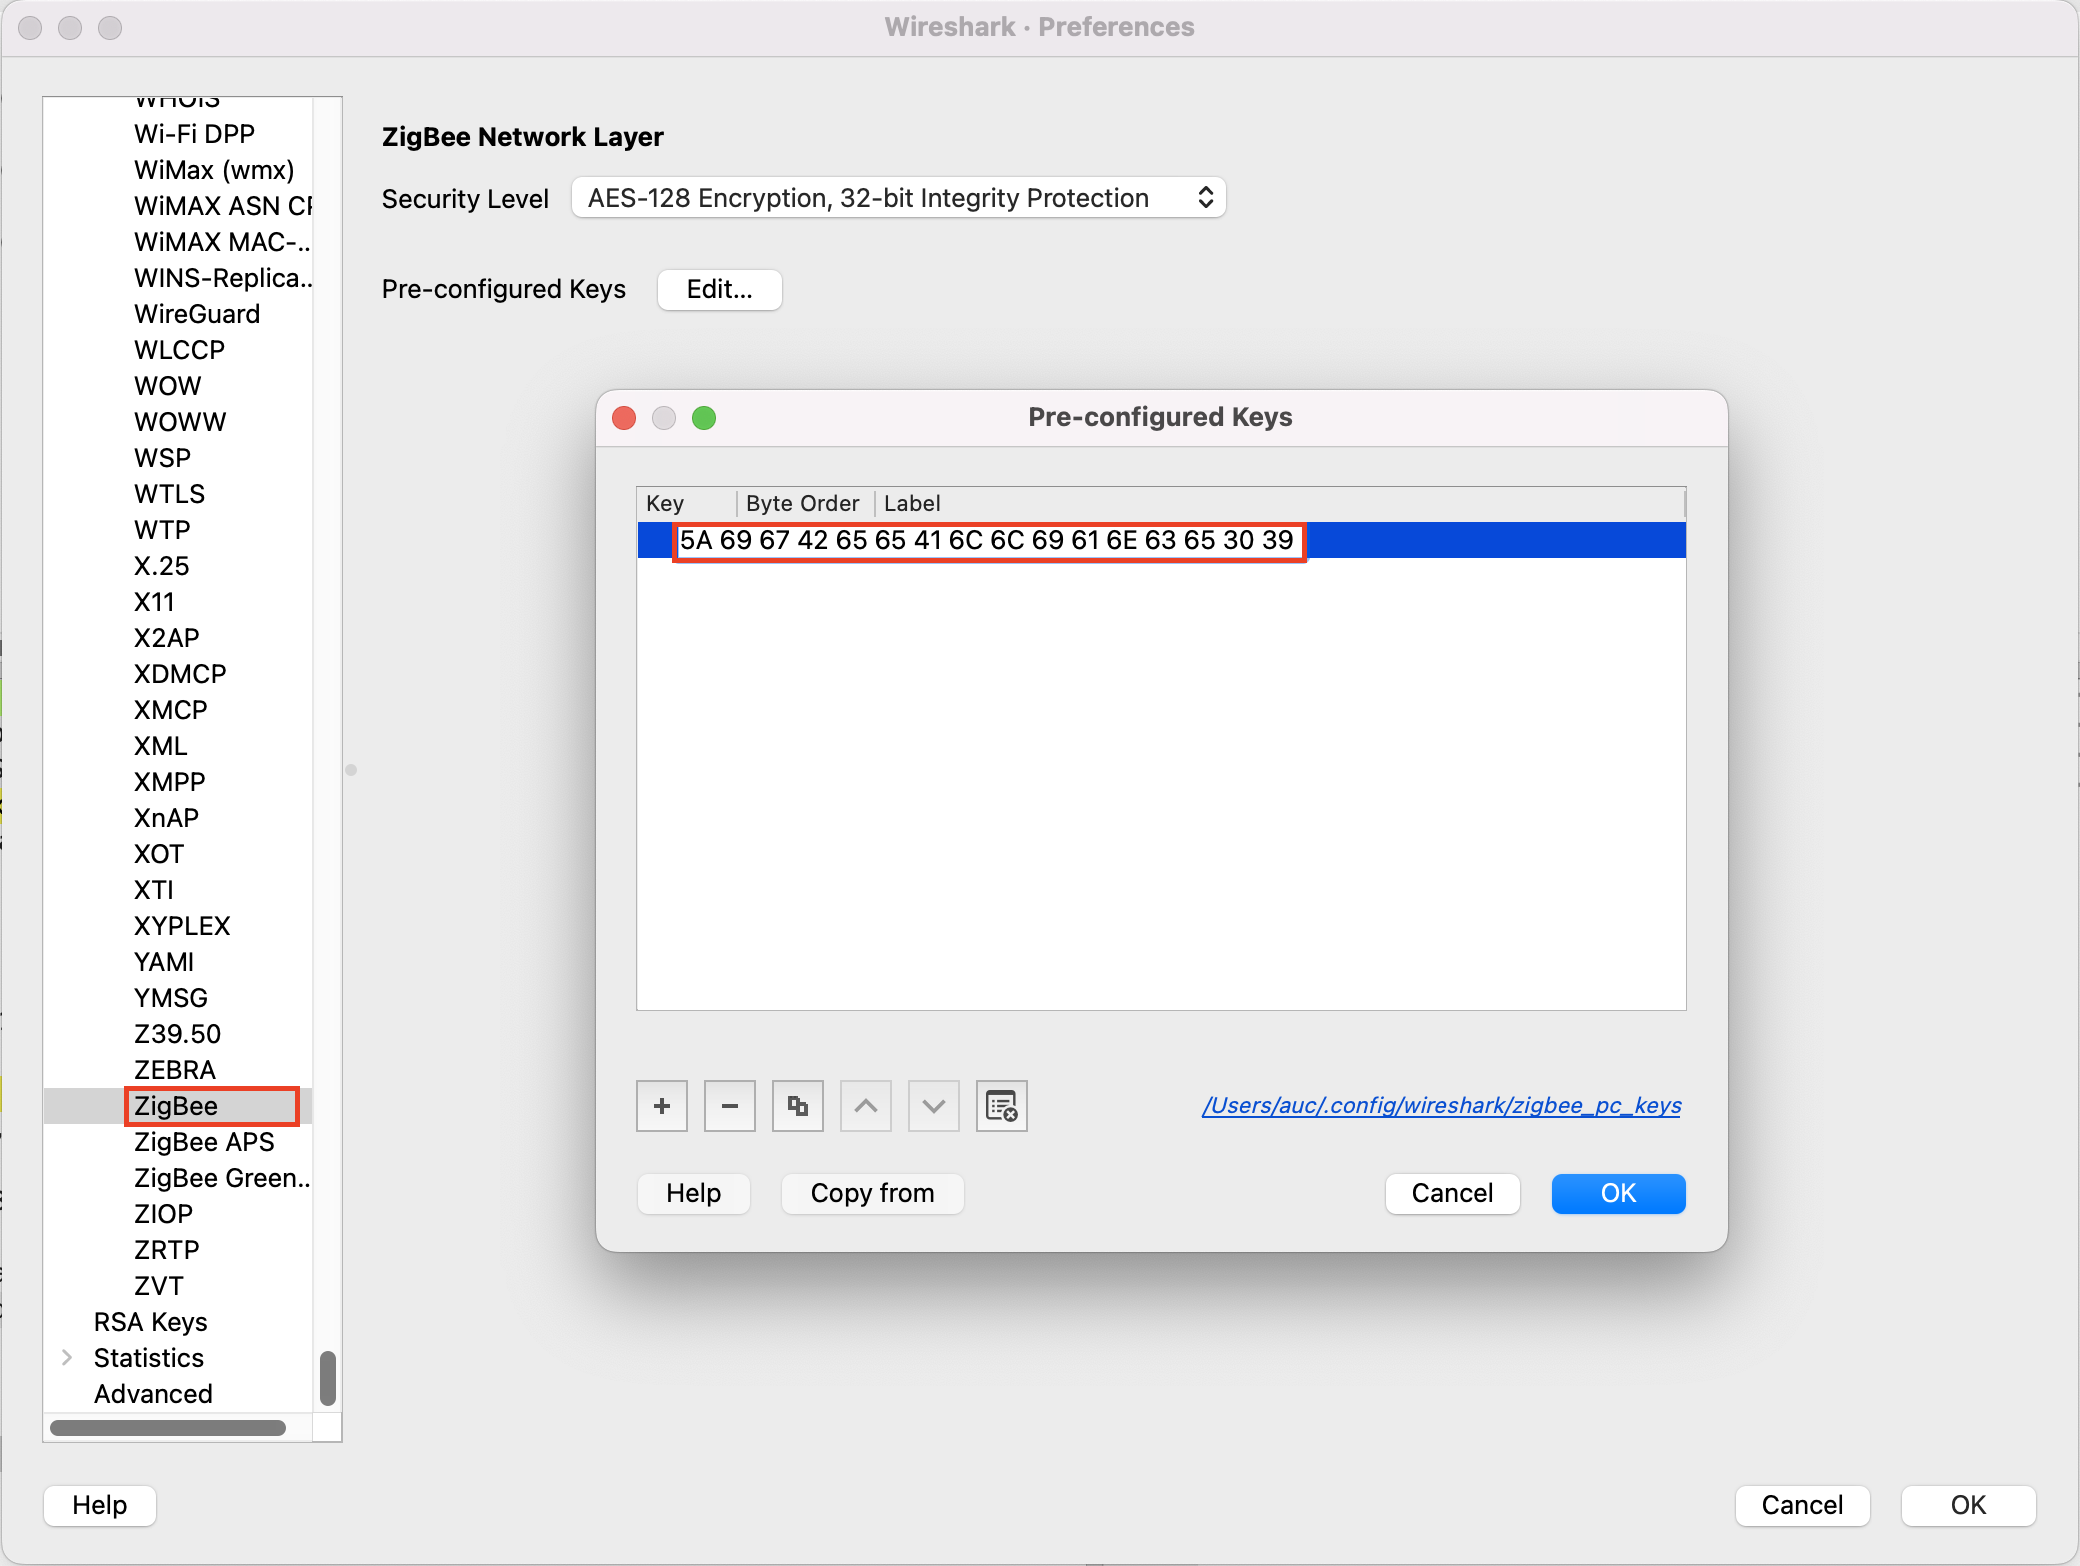 Wireshark · Preferences
WHOIS
Wi-Fi DPP
WiMax (wmx)
WiMAX ASN CP
WiMAX MAC-..
WINS-Replica..
WireGuard
WLCCP
WOW
WOWW
WSP
WTLS
WTP
X.25
X11
X2AP
XDMCP
XMCP
XML
XMPP
XnAP
XOT
XTI
XYPLEX
YAMI
YMSG
Z39.50
ZEBRA
ZigBee
ZigBee APS
ZigBee Green..
ZIOP
ZRTP
ZVT
RSA Keys
Statistics
Advanced
ZigBee Network Layer
Security Level AES-128 Encryption, 32-bit Integrity Protection
Pre-configured Keys Edit...
Pre-configured Keys
Key Byte Order Label
5A 69 67 42 65 65 41 6C 6C 69 61 6E 63 65 30 39
/Users/auc/.config/wireshark/zigbee_pc_keys
Help Copy from Cancel OK
Help Cancel OK